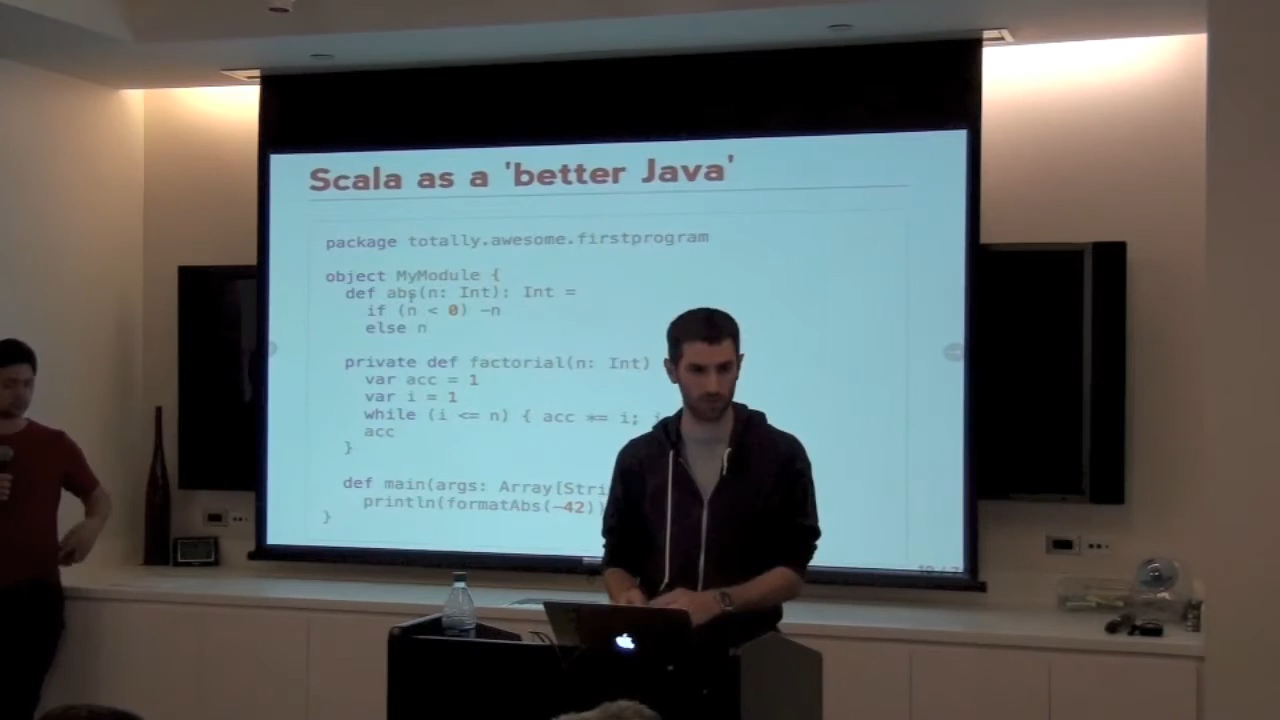 Scala as a 'better Java'
package totally.awesome.firstprogram
object MyModule {
def abs(n: Int): Int =
if (n < 0) -n
else n
private def factorial(n: Int)
var acc = 1
var i = 1
while (i <= n) { acc *= i;
acc
}
def main(args: Array[Stri
println(formatAbs(-42))
}